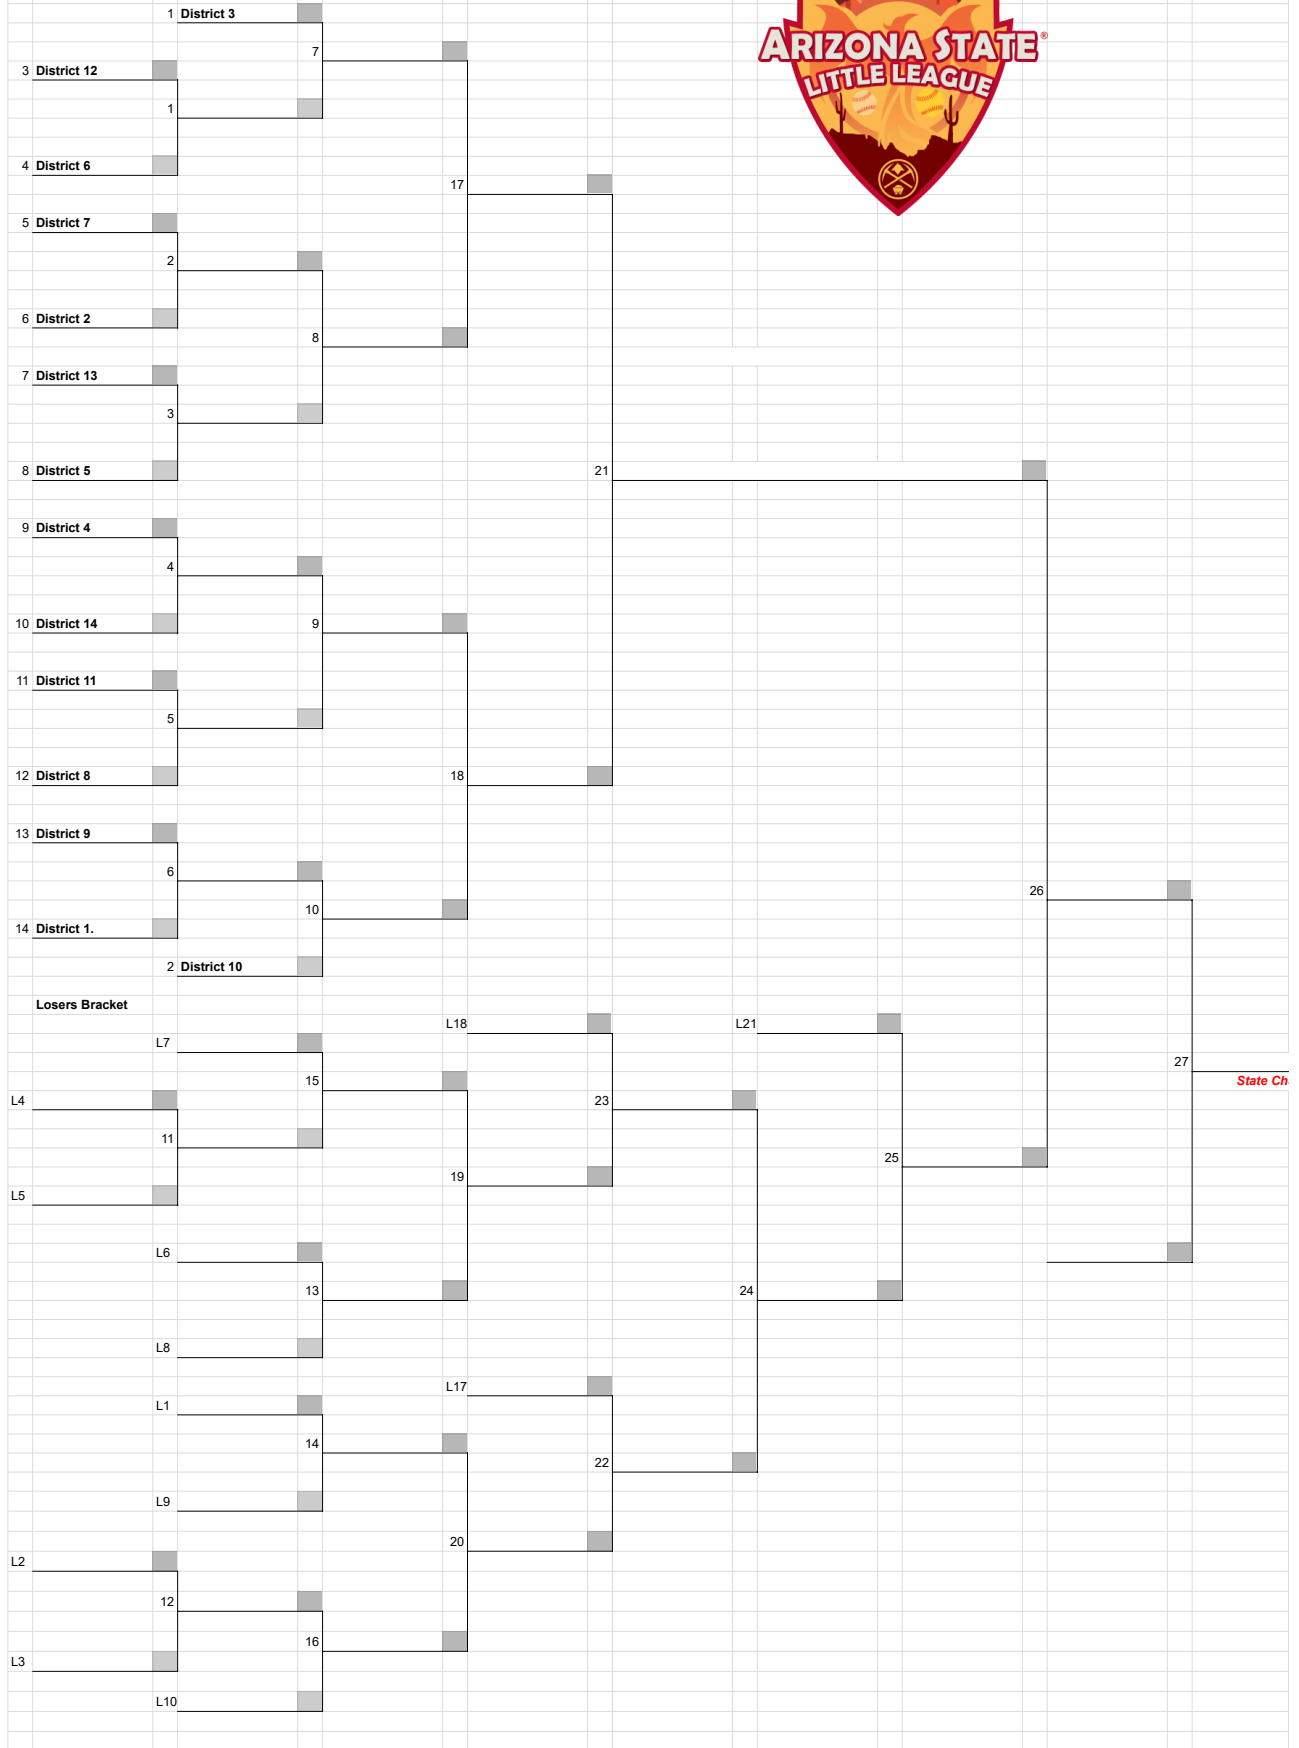 1 District 3
ARIZONA STATE®
LITTLE LEAGUE
7
3 District 12
1
4 District 6
17
5 District 7
2
6 District 2
8
7 District 13
3
8 District 5
21
9 District 4
4
10 District 14
9
11 District 11
5
12 District 8
18
13 District 9
6
26
10
14 District 1.
2 District 10
Losers Bracket
L18
L21
L7
27
15
State Ch
L4
23
11
25
19
L5
L6
13
24
L8
L17
L1
14
22
L9
20
L2
12
16
L3
L10